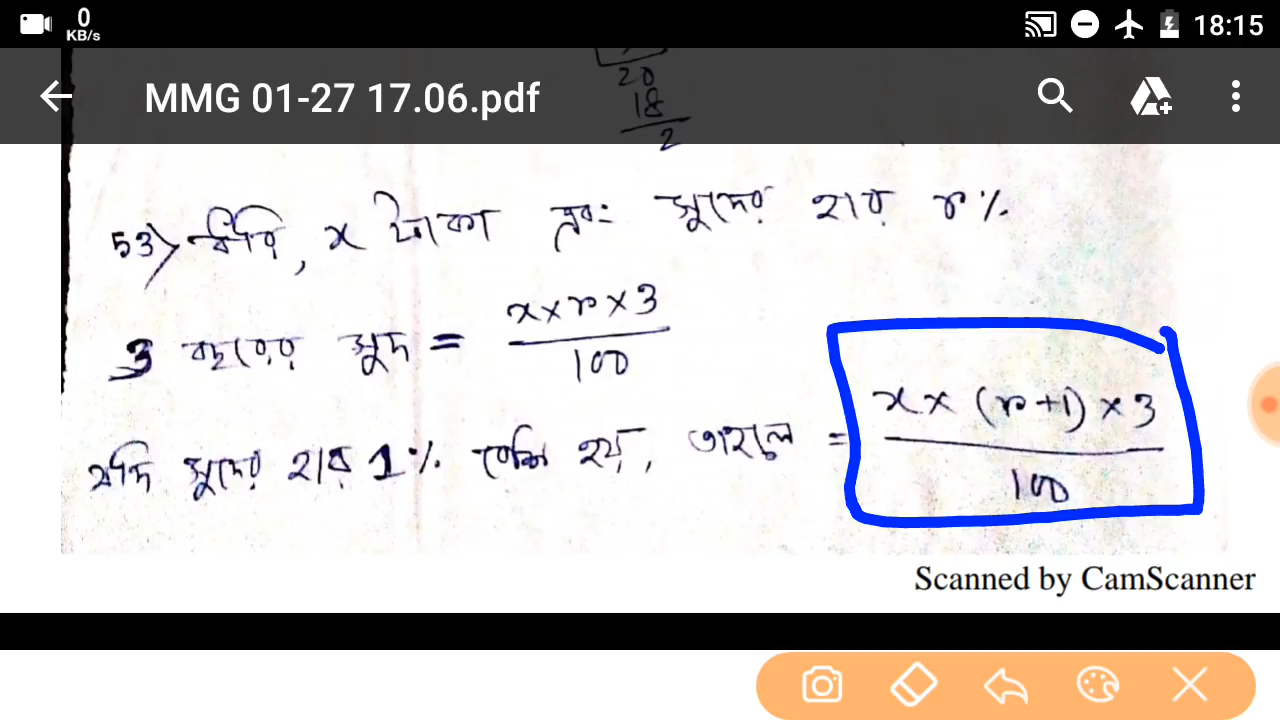 0
KB/s
18:15
MMG 01-27 17.06.pdf
20
18
2
53) ধরি, x টাকা এবং সুদের হার r%.
3 বছরের সুদ = x × r × 3
100
যদি সুদের হার 1% বেশি হয়, তাহলে = x × (r+1) × 3
100
Scanned by CamScanner